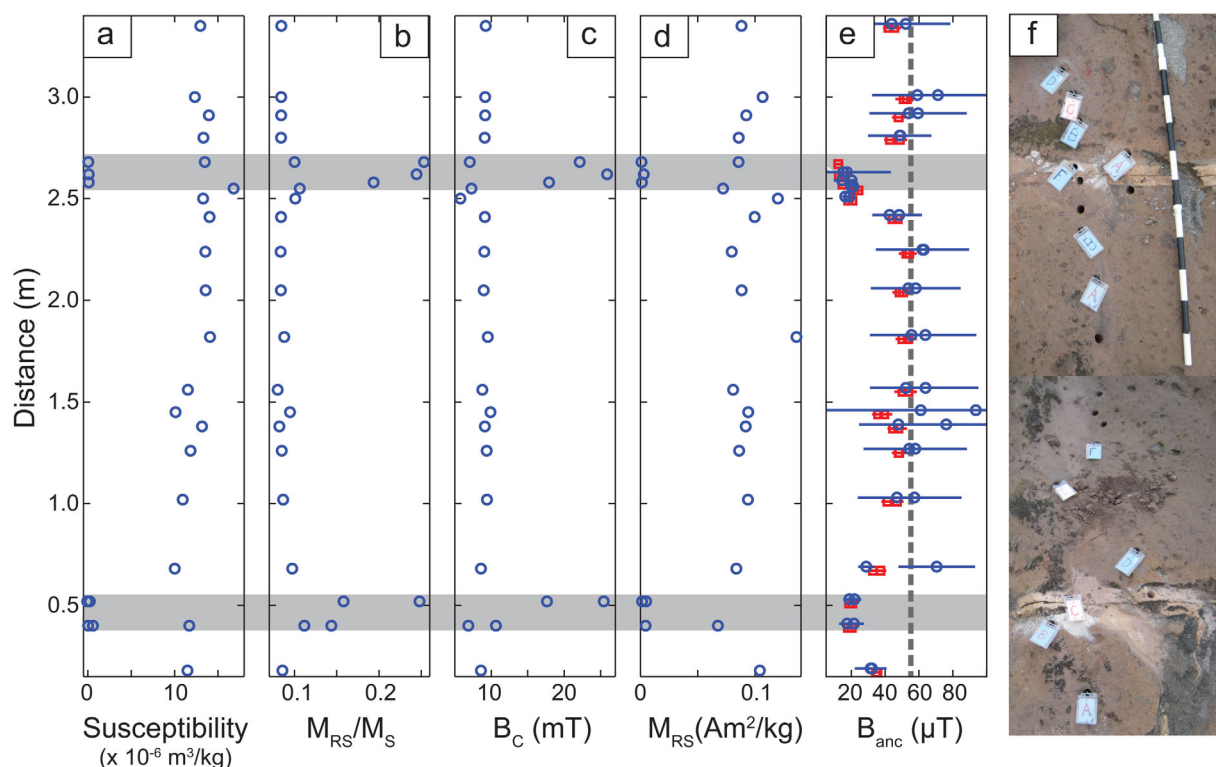 a
b
c
d
e
f
3.0
2.5
2.0
1.5
1.0
0.5
Distance (m)
0 10
0.1 0.2
10 20
0 0.1
20 40 60 80
Susceptibility
(x 10⁻⁶ m³/kg)
M_RS/M_S
B_C (mT)
M_RS(Am²/kg)
B_anc (µT)
D
C
B
A
F
B
A
F
D
C
B
A